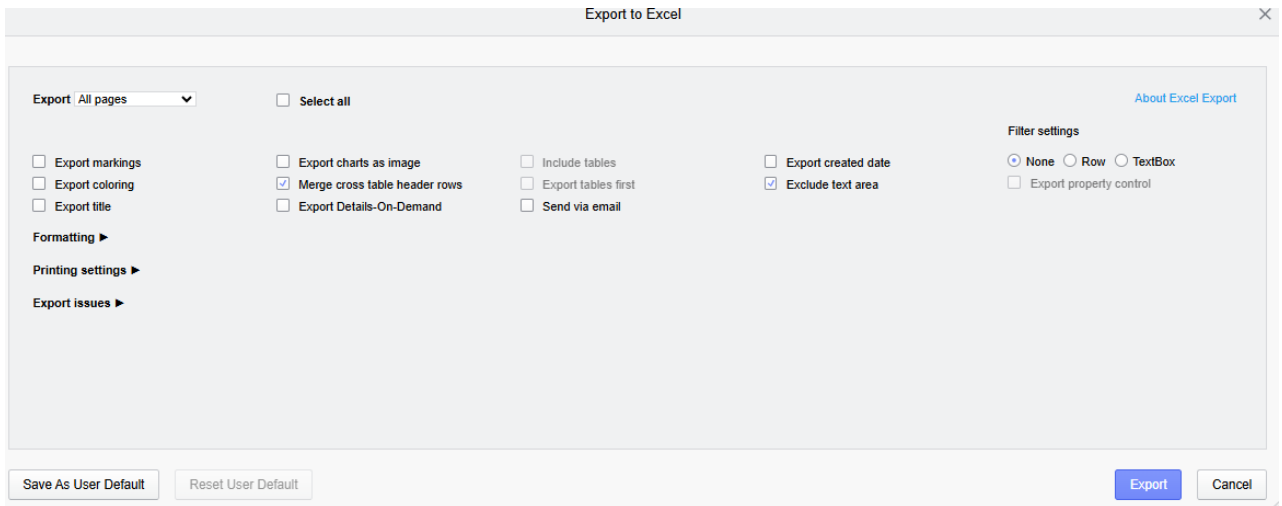 Export to Excel
Export All pages
Select all
About Excel Export
Filter settings
Export markings
Export charts as image
Include tables
Export created date
None Row TextBox
Export coloring
Merge cross table header rows
Export tables first
Exclude text area
Export property control
Export title
Export Details-On-Demand
Send via email
Formatting ►
Printing settings ►
Export issues ►
Save As User Default
Reset User Default
Export
Cancel